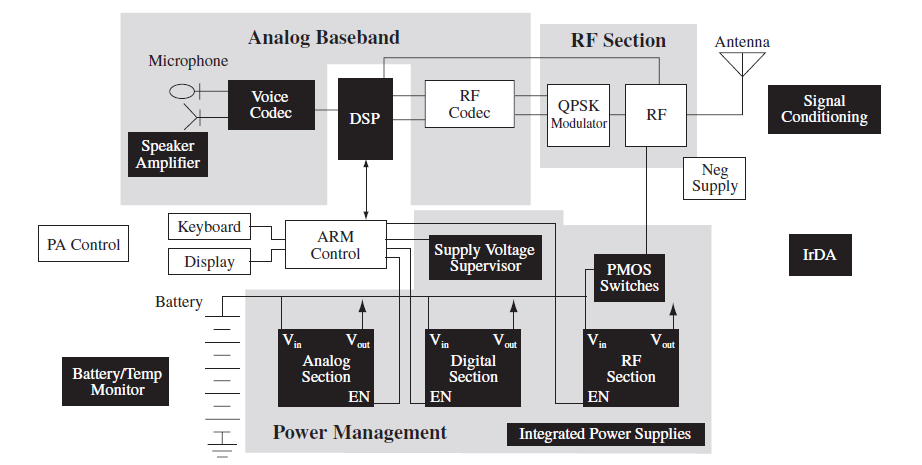 Analog Baseband
RF Section
Antenna
Microphone
Voice
Codec
DSP
RF
Codec
QPSK
Modulator
RF
Signal
Conditioning
Speaker
Amplifier
Neg
Supply
Keyboard
Display
ARM
Control
PA Control
Supply Voltage
Supervisor
PMOS
Switches
IrDA
Battery
Vin Vout
Analog
Section
EN
Vin Vout
Digital
Section
EN
Vin Vout
RF
Section
EN
Battery/Temp
Monitor
Power Management
Integrated Power Supplies